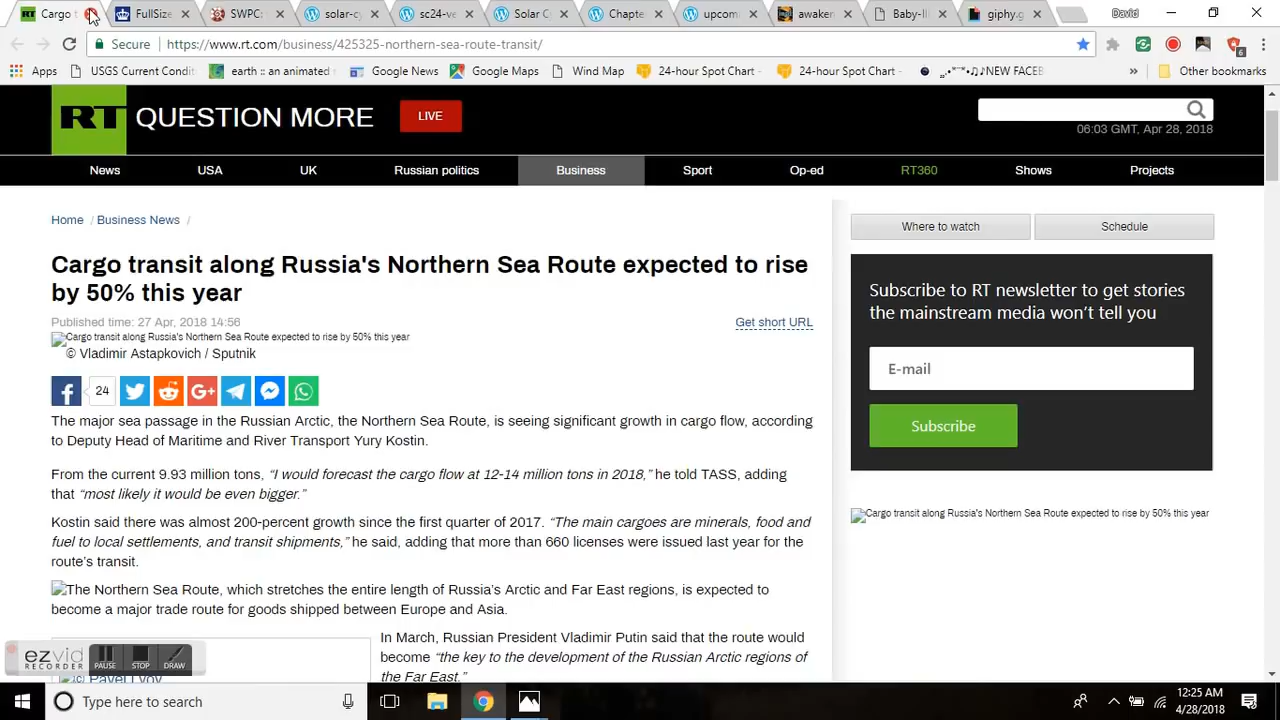 Cargo t
FullSize
SWPC:
solar-cy
sc24-we
Solar C
Chapte
upcom
awaken
Baby-Ill
giphy.g
David
Secure
https://www.rt.com/business/425325-northern-sea-route-transit/
6
Apps
USGS Current Condit
earth :: an animated
Google News
Google Maps
Wind Map
24-hour Spot Chart -
24-hour Spot Chart -
NEW FACEB
»
Other bookmarks
RT QUESTION MORE
LIVE
06:03 GMT, Apr 28, 2018
News
USA
UK
Russian politics
Business
Sport
Op-ed
RT360
Shows
Projects
Home / Business News /
Where to watch
Schedule
Cargo transit along Russia's Northern Sea Route expected to rise
by 50% this year
Published time: 27 Apr, 2018 14:56
Get short URL
Cargo transit along Russia's Northern Sea Route expected to rise by 50% this year
© Vladimir Astapkovich / Sputnik
24
The major sea passage in the Russian Arctic, the Northern Sea Route, is seeing significant growth in cargo flow, according
to Deputy Head of Maritime and River Transport Yury Kostin.
From the current 9.93 million tons, “I would forecast the cargo flow at 12-14 million tons in 2018,” he told TASS, adding
that “most likely it would be even bigger.”
Kostin said there was almost 200-percent growth since the first quarter of 2017. “The main cargoes are minerals, food and
fuel to local settlements, and transit shipments,” he said, adding that more than 660 licenses were issued last year for the
route’s transit.
The Northern Sea Route, which stretches the entire length of Russia’s Arctic and Far East regions, is expected to
become a major trade route for goods shipped between Europe and Asia.
In March, Russian President Vladimir Putin said that the route would
become “the key to the development of the Russian Arctic regions of
the Far East.”
Subscribe to RT newsletter to get stories
the mainstream media won’t tell you
E-mail
Subscribe
Cargo transit along Russia's Northern Sea Route expected to rise by 50% this year
ezvid
RECORDER
PAUSE
STOP
DRAW
(c) Pavel Lvov
Type here to search
12:25 AM
4/28/2018